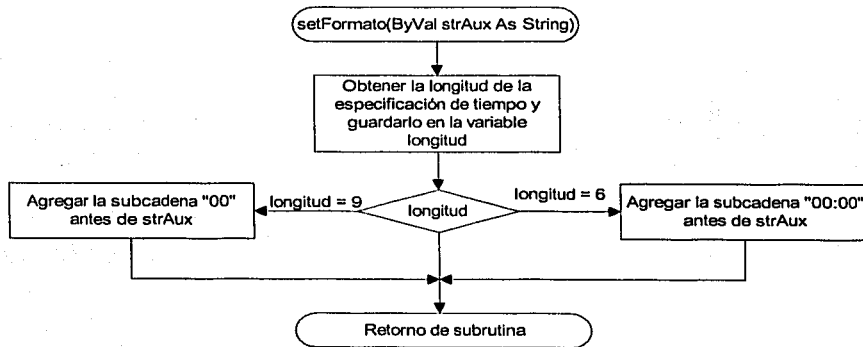 setFormato(ByVal strAux As String)
Obtener la longitud de la
especificación de tiempo y
guardarlo en la variable
longitud
Agregar la subcadena "00"
antes de strAux
longitud = 9
longitud
longitud = 6
Agregar la subcadena "00:00"
antes de strAux
Retorno de subrutina